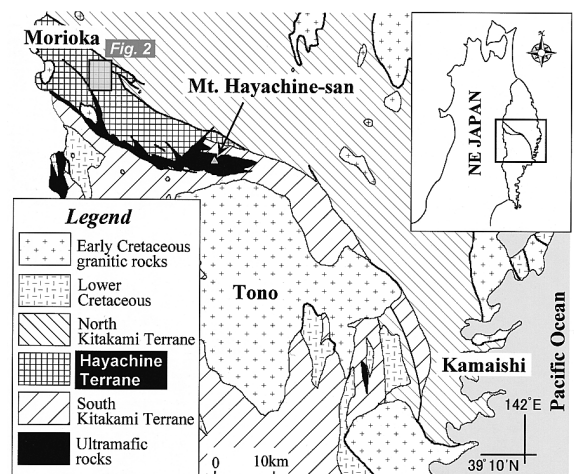 Morioka
Fig. 2
Mt. Hayachine-san
NE JAPAN
Legend
Early Cretaceous
granitic rocks
Lower
Cretaceous
North
Kitakami Terrane
Hayachine
Terrane
South
Kitakami Terrane
Ultramafic
rocks
Tono
Kamaishi
Pacific Ocean
142°E
39°10'N
0 10km